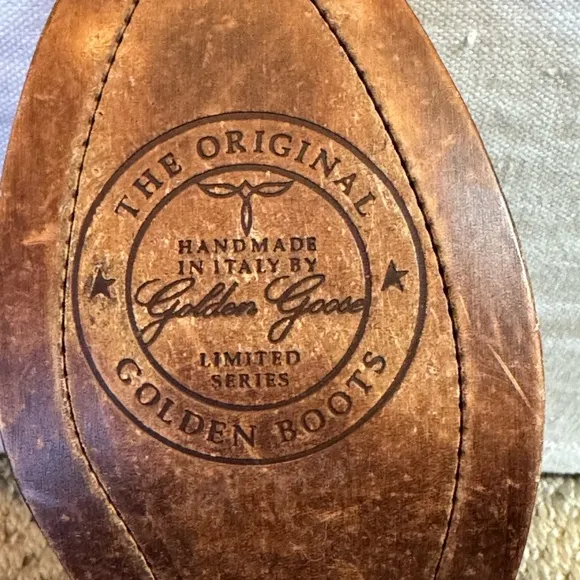 THE ORIGINAL
HANDMADE
IN ITALY BY
Golden Goose
LIMITED
SERIES
GOLDEN BOOTS